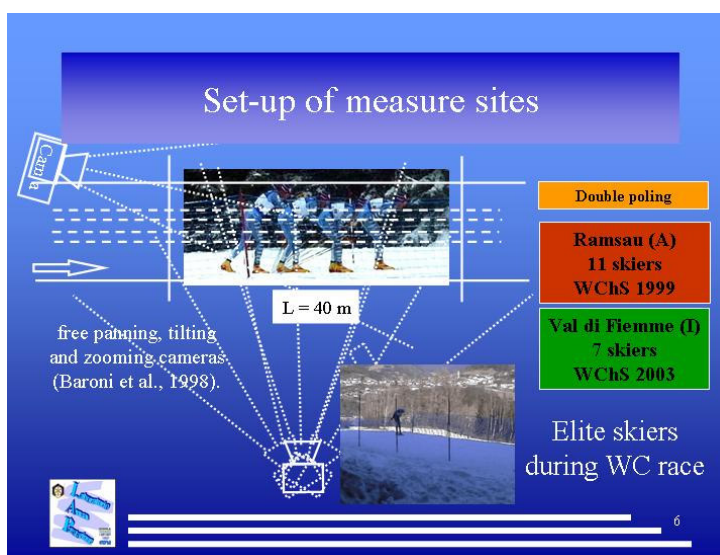 Set-up of measure sites
Double poling
Ramsau (A)
11 skiers
WChS 1999
L = 40 m
free panning, tilting
and zooming cameras
(Baroni et al., 1998).
Val di Fiemme (I)
7 skiers
WChS 2003
Elite skiers
during WC race
6